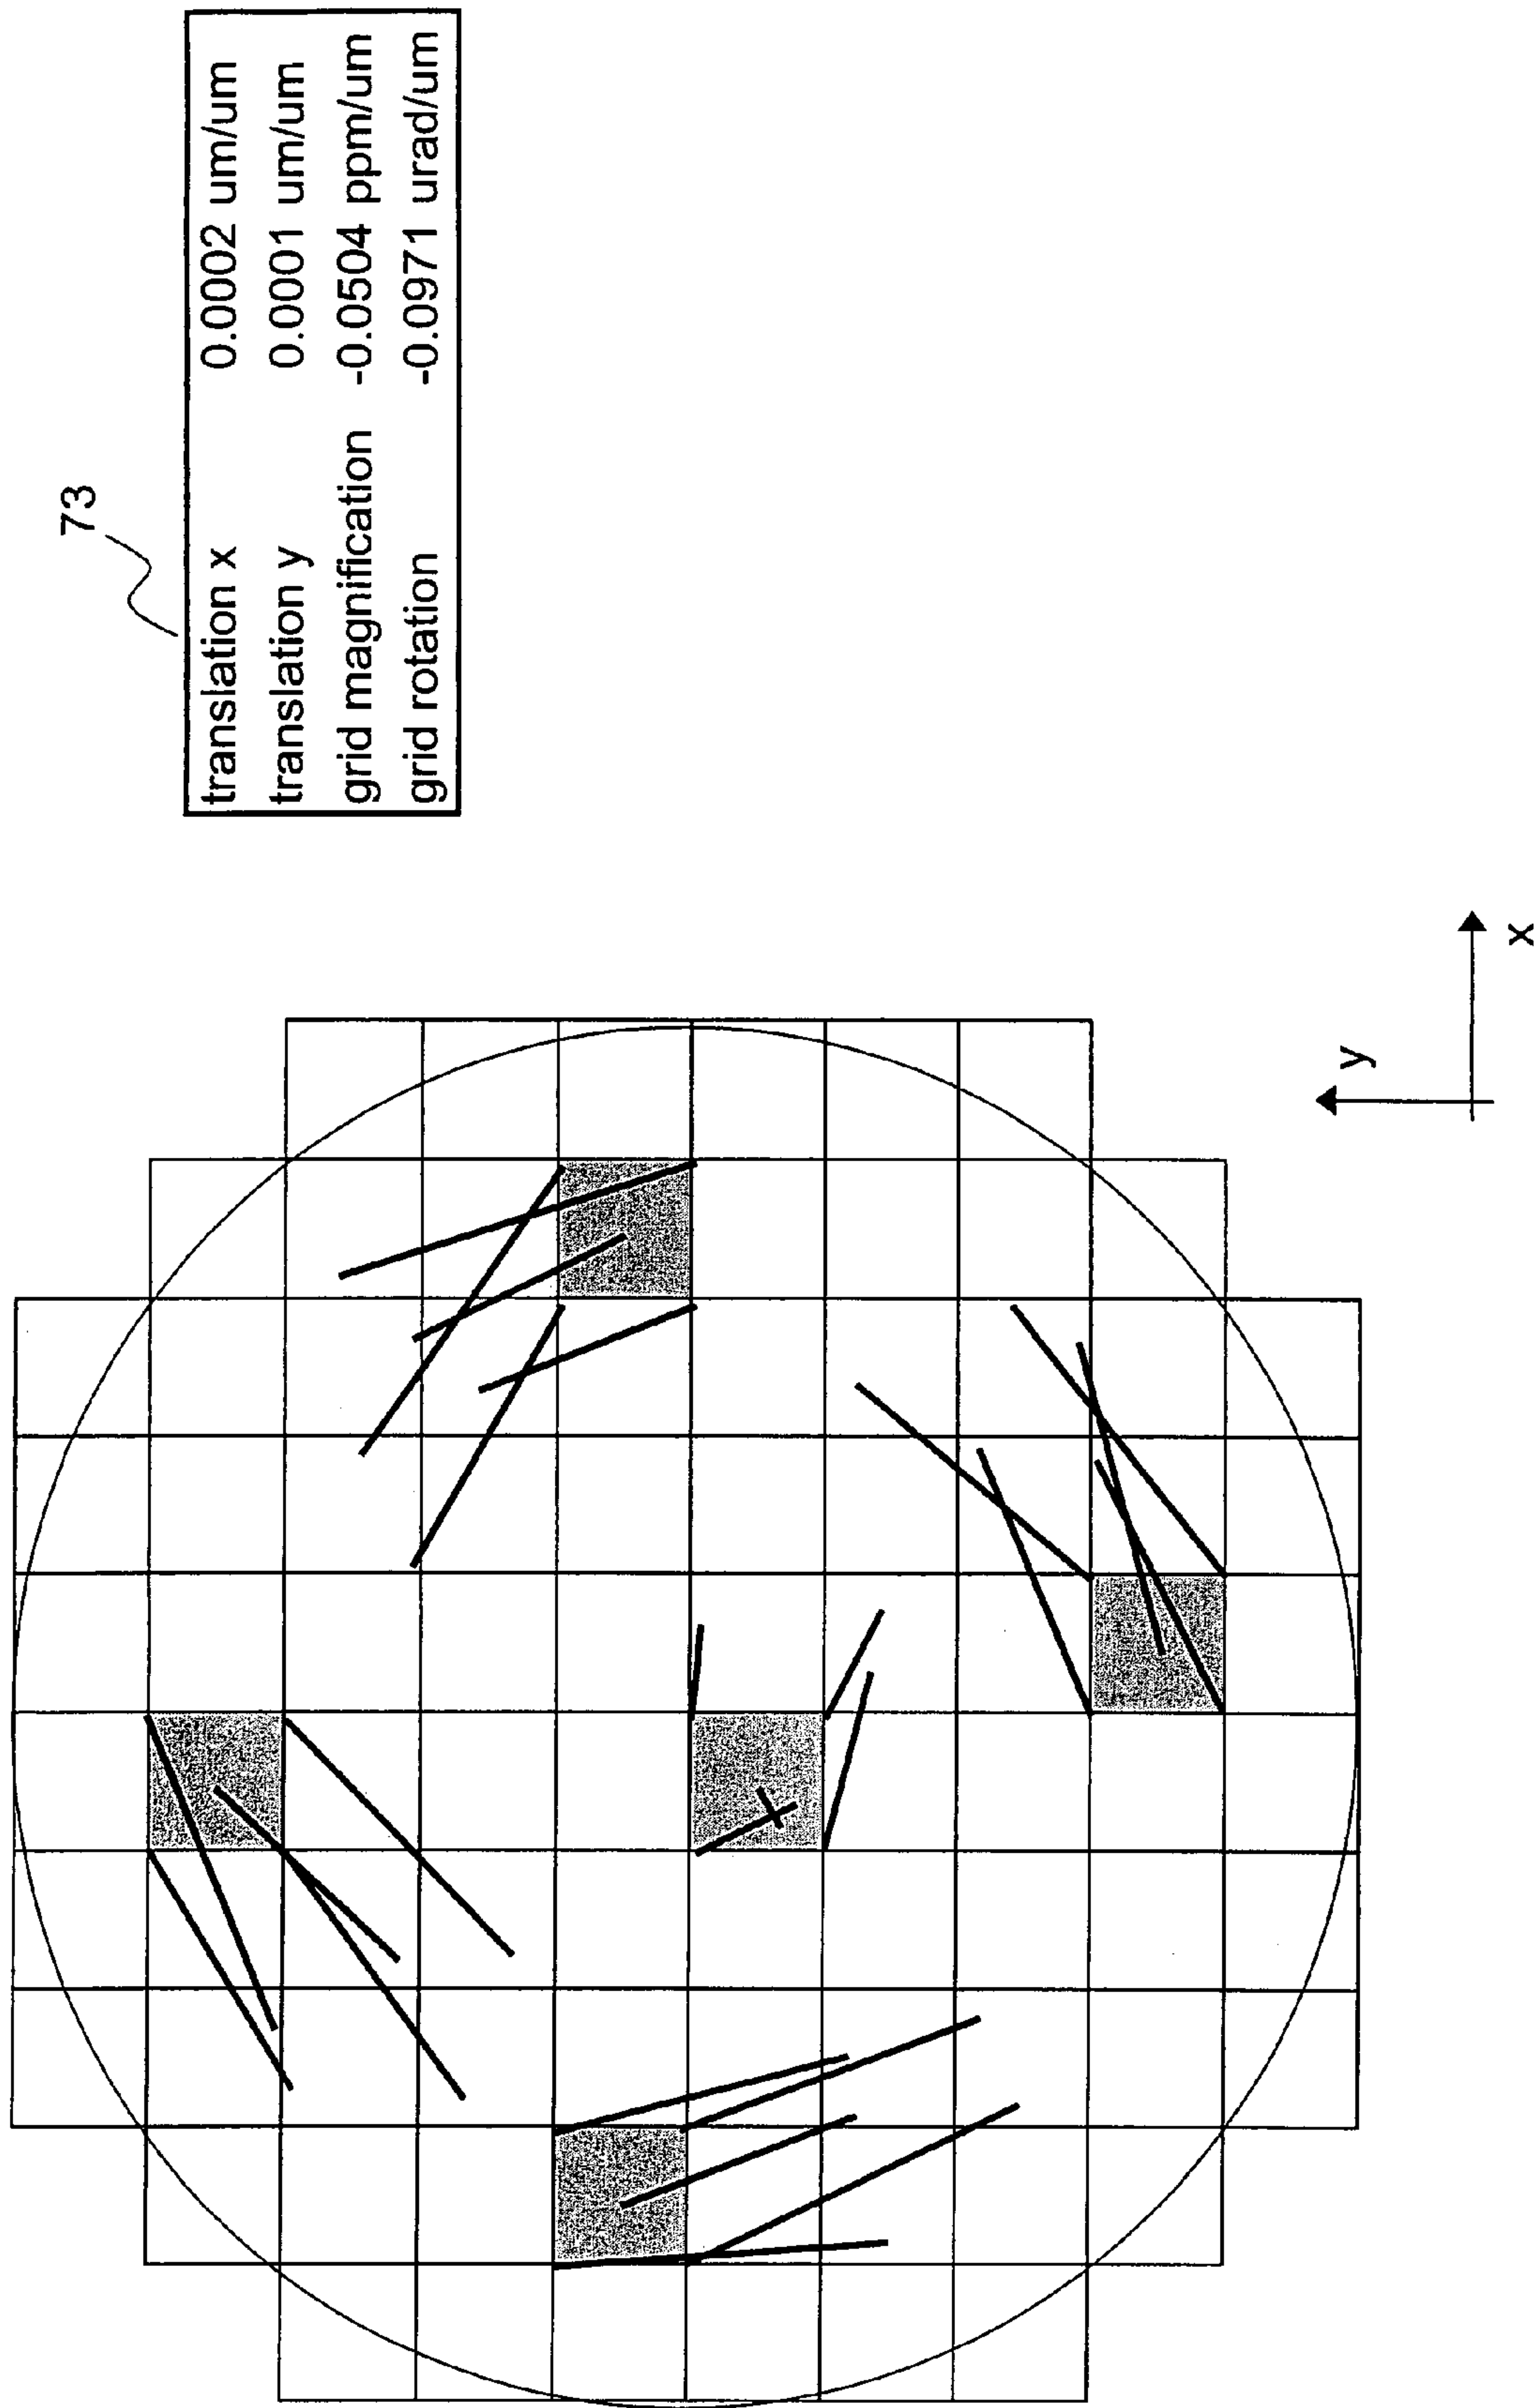 73
translation x 0.0002 um/um
translation y 0.0001 um/um
grid magnification -0.0504 ppm/um
grid rotation -0.0971 urad/um
y
x